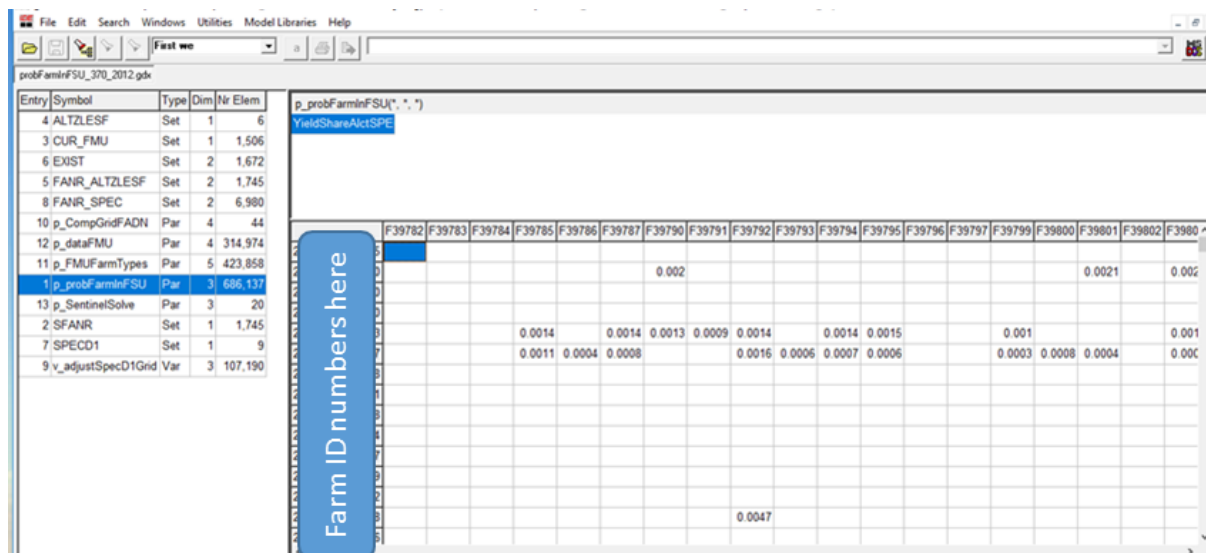 File Edit Search Windows Utilities Model Libraries Help
First we
a
probFarmInFSU_370_2012.gdx
Entry Symbol Type Dim Nr Elem
4 ALTZLESF Set 1 6
3 CUR_FMU Set 1 1,506
6 EXIST Set 2 1,672
5 FANR_ALTZLESF Set 2 1,745
8 FANR_SPEC Set 2 6,980
10 p_CompGridFADN Par 4 44
12 p_dataFMU Par 4 314,974
11 p_FMUFarmTypes Par 5 423,858
1 p_probFarmInFSU Par 3 686,137
13 p_SentinelSolve Par 3 20
2 SFANR Set 1 1,745
7 SPECD1 Set 1 9
9 v_adjustSpecD1Grid Var 3 107,190
p_probFarmInFSU(*, *, *)
YieldShareAlctSPE
F39782 F39783 F39784 F39785 F39786 F39787 F39790 F39791 F39792 F39793 F39794 F39795 F39796 F39797 F39799 F39800 F39801 F39802 F3980
0.002 0.0021 0.002
0.0014 0.0014 0.0013 0.0009 0.0014 0.0014 0.0015 0.001 0.001
0.0011 0.0004 0.0008 0.0016 0.0006 0.0007 0.0006 0.0003 0.0008 0.0004 0.000
0.0047
Farm ID numbers here